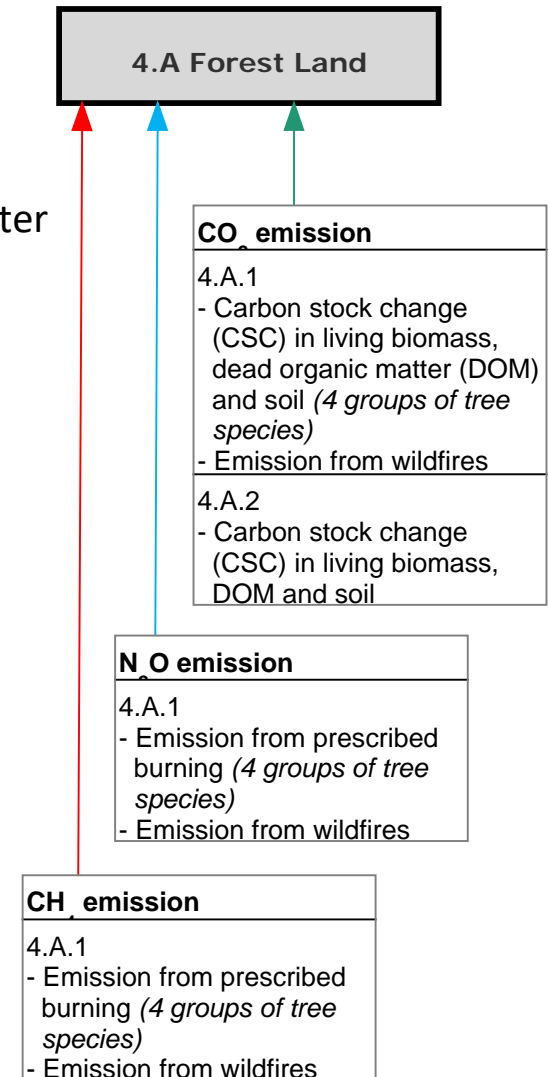 4.A Forest Land
ter
CO₂ emission
4.A.1
- Carbon stock change
(CSC) in living biomass,
dead organic matter (DOM)
and soil (4 groups of tree
species)
- Emission from wildfires
4.A.2
- Carbon stock change
(CSC) in living biomass,
DOM and soil
N₂O emission
4.A.1
- Emission from prescribed
burning (4 groups of tree
species)
- Emission from wildfires
CH₄ emission
4.A.1
- Emission from prescribed
burning (4 groups of tree
species)
- Emission from wildfires